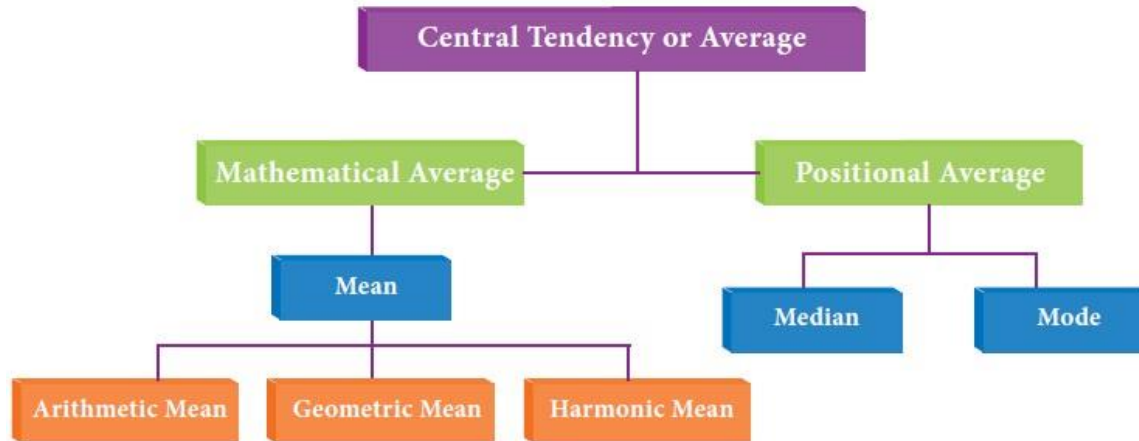 Central Tendency or Average
Mathematical Average
Positional Average
Mean
Median
Mode
Arithmetic Mean
Geometric Mean
Harmonic Mean